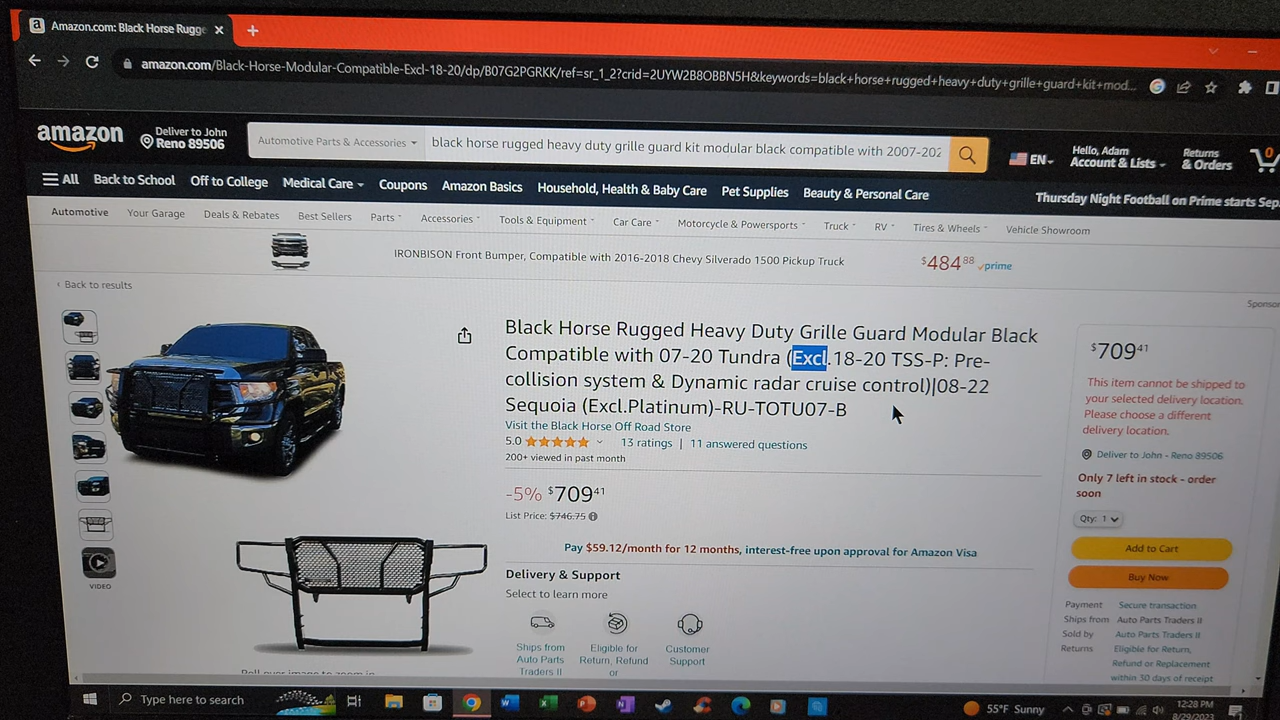 Amazon.com: Black Horse Rugge
amazon.com/Black-Horse-Modular-Compatible-Excl-18-20/dp/B07G2PGRKK/ref=sr_1_2?crid=2UYW2B8OBBN5H&keywords=black+horse+rugged+heavy+duty+grille+guard+kit+mod...
amazon
Deliver to John
Reno 89506
Automotive Parts & Accessories
black horse rugged heavy duty grille guard kit modular black compatible with 2007-202
EN
Hello, Adam
Account & Lists
Returns
& Orders
0
All Back to School Off to College Medical Care Coupons Amazon Basics Household, Health & Baby Care Pet Supplies Beauty & Personal Care Thursday Night Football on Prime starts Sep
Automotive Your Garage Deals & Rebates Best Sellers Parts Accessories Tools & Equipment Car Care Motorcycle & Powersports Truck RV Tires & Wheels Vehicle Showroom
IRONBISON Front Bumper, Compatible with 2016-2018 Chevy Silverado 1500 Pickup Truck $484 88 prime
‹ Back to results
Sponsor
Black Horse Rugged Heavy Duty Grille Guard Modular Black
Compatible with 07-20 Tundra (Excl.18-20 TSS-P: Pre-
collision system & Dynamic radar cruise control)|08-22
Sequoia (Excl.Platinum)-RU-TOTU07-B
Visit the Black Horse Off Road Store
5.0 13 ratings | 11 answered questions
200+ viewed in past month
-5% $709 41
List Price: $746.75
Pay $59.12/month for 12 months, interest-free upon approval for Amazon Visa
Delivery & Support
Select to learn more
Ships from
Auto Parts
Traders II
Eligible for
Return, Refund
or
Customer
Support
VIDEO
Roll over image to zoom in
$709 41
This item cannot be shipped to
your selected delivery location.
Please choose a different
delivery location.
Deliver to John - Reno 89506
Only 7 left in stock - order
soon
Qty: 1
Add to Cart
Buy Now
Payment Secure transaction
Ships from Auto Parts Traders II
Sold by Auto Parts Traders II
Returns Eligible for Return,
Refund or Replacement
within 30 days of receipt
Type here to search
55°F Sunny
12:28 PM
8/29/2023